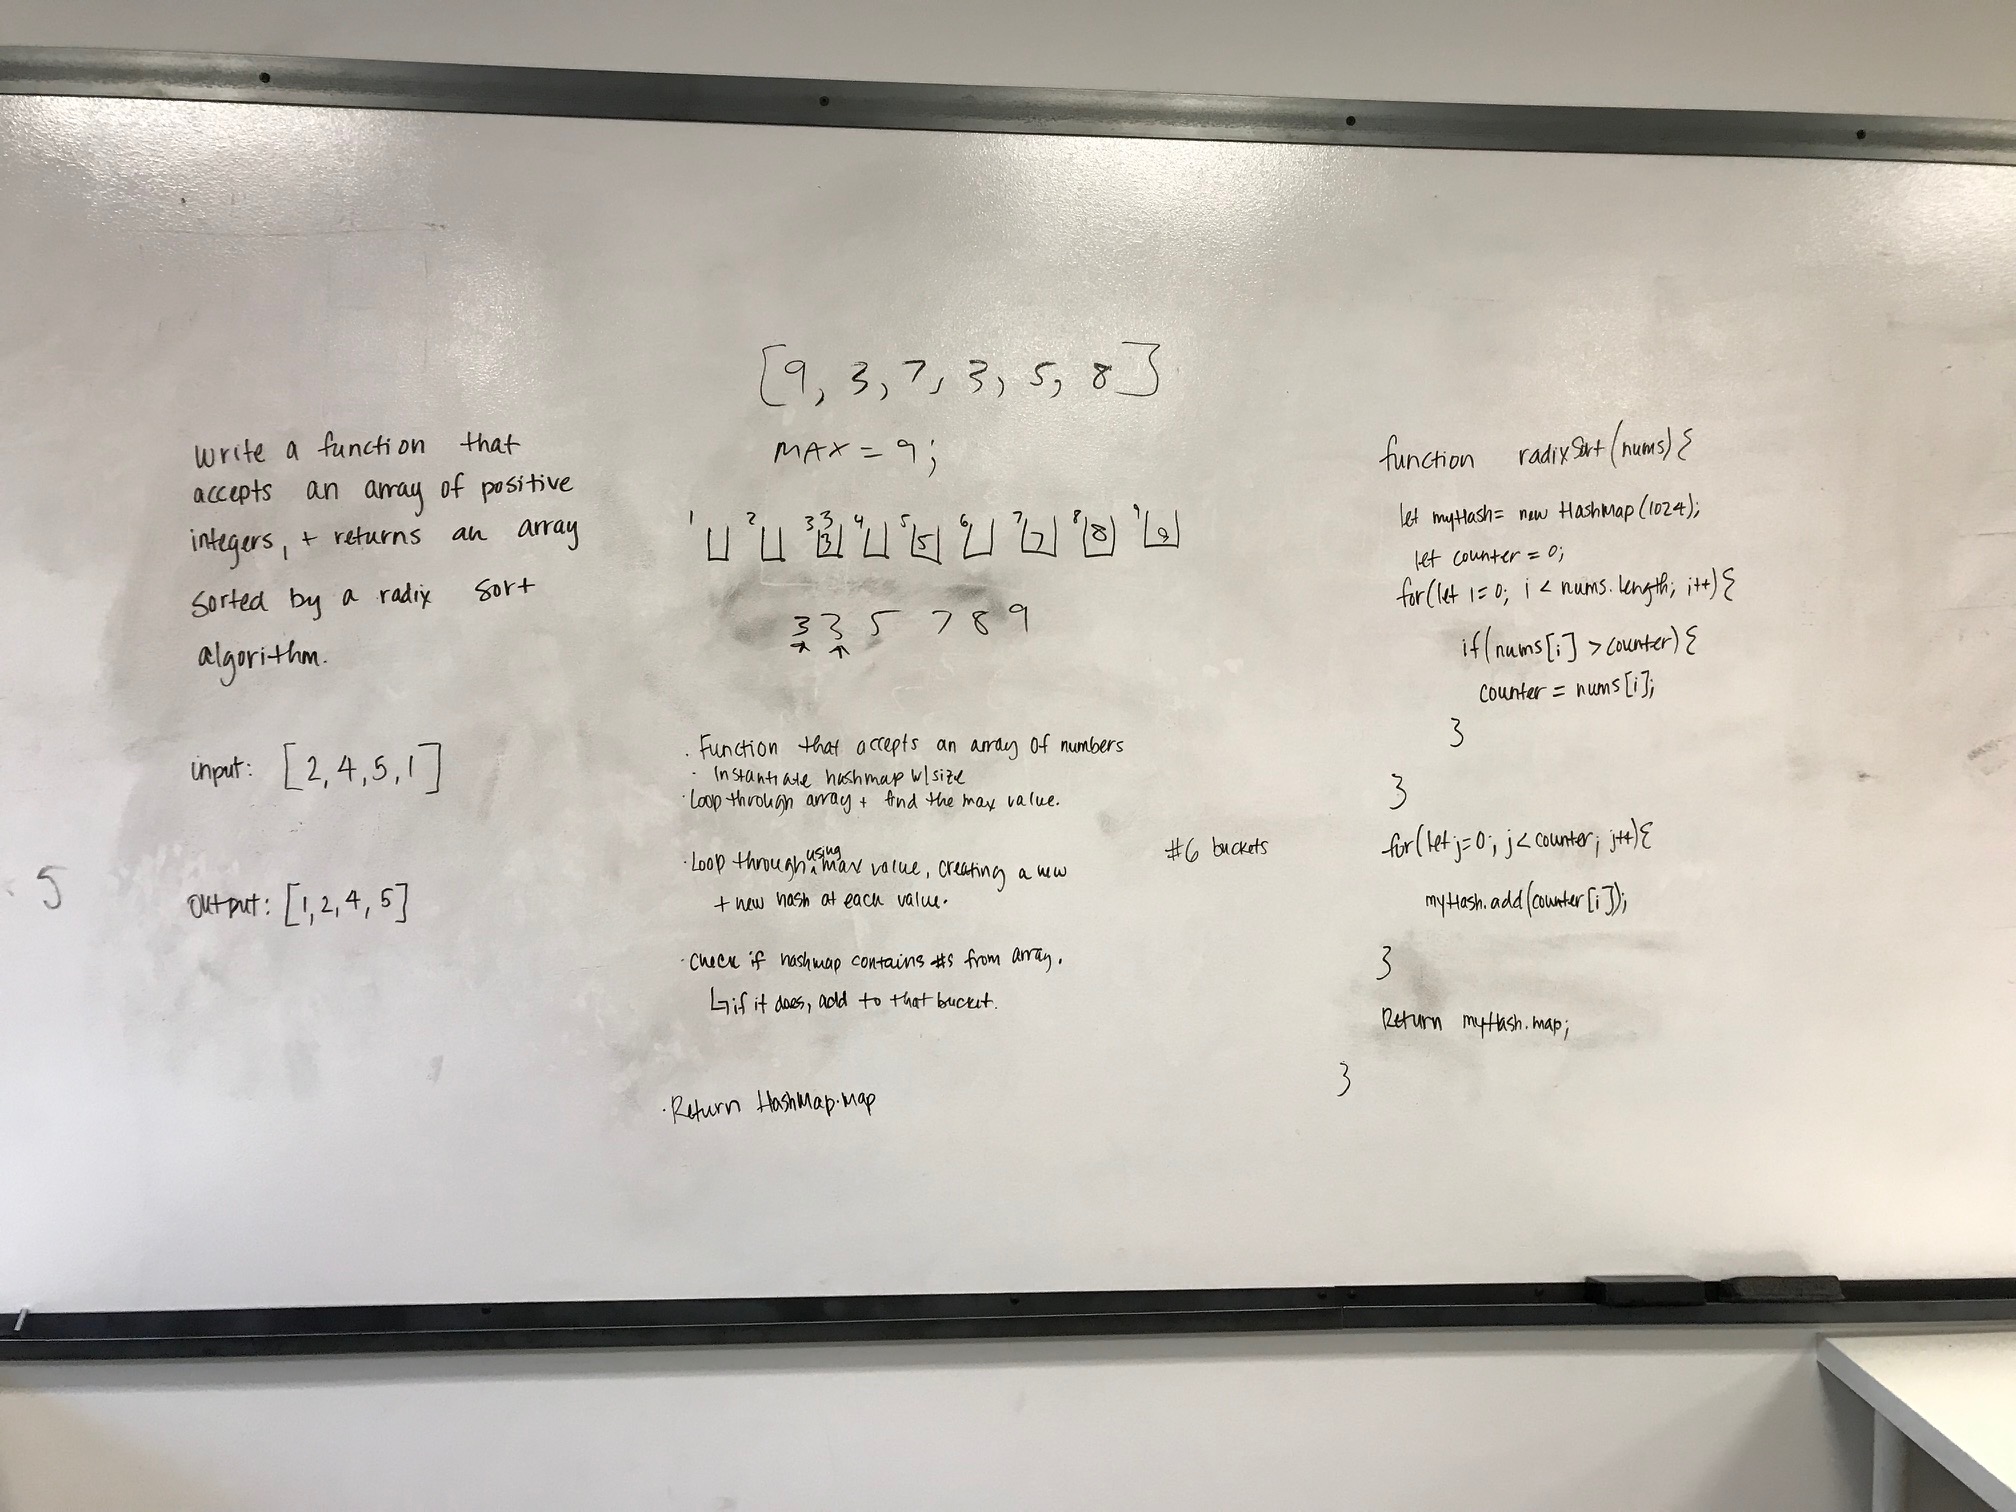 write a function that
accepts an array of positive
integers, + returns an array
sorted by a radix sort
algorithm.
input: [2, 4, 5, 1]
output: [1, 2, 4, 5]
5
[9, 3, 7, 3, 5, 8]
MAX = 9;
1 2 3 4 5 6 7 8 9
3
3 5 7 8 9
3 3 5 7 8 9
· Function that accepts an array of numbers
· Instantiate hashmap w/ size
· Loop through array + find the max value.
· Loop through using max value, creating a new
+ new hash at each value.
· Check if hashmap contains #s from array.
↳ if it does, add to that bucket.
· Return HashMap.map
#6 buckets
function radixSort(nums){
let myHash = new HashMap(1024);
let counter = 0;
for(let i=0; i < nums.length; i++){
if(nums[i] > counter){
counter = nums[i];
}
}
for(let j=0; j < counter; j++){
myHash.add(counter[i]);
}
Return myHash.map;
}